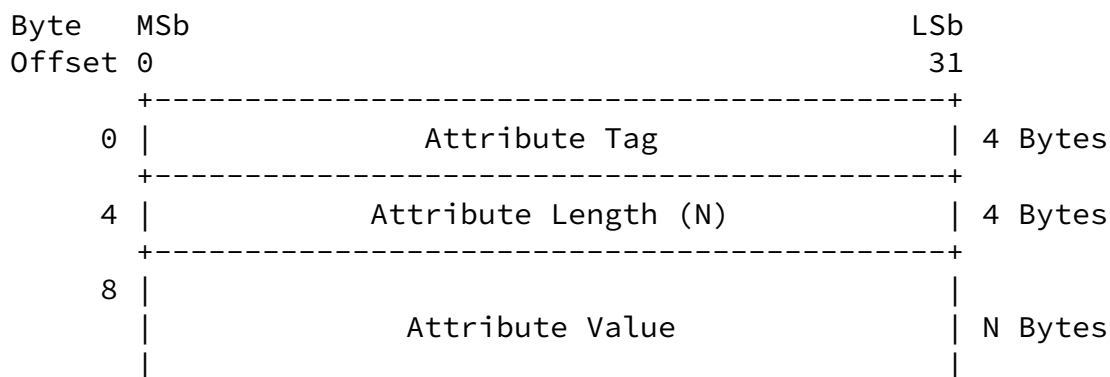 Byte   MSb                                           LSb
Offset 0                                           31
       +--------------------------------------------+
     0 |               Attribute Tag                | 4 Bytes
       +--------------------------------------------+
     4 |            Attribute Length (N)            | 4 Bytes
       +--------------------------------------------+
     8 |                                            |
       |              Attribute Value               | N Bytes
       |                                            |